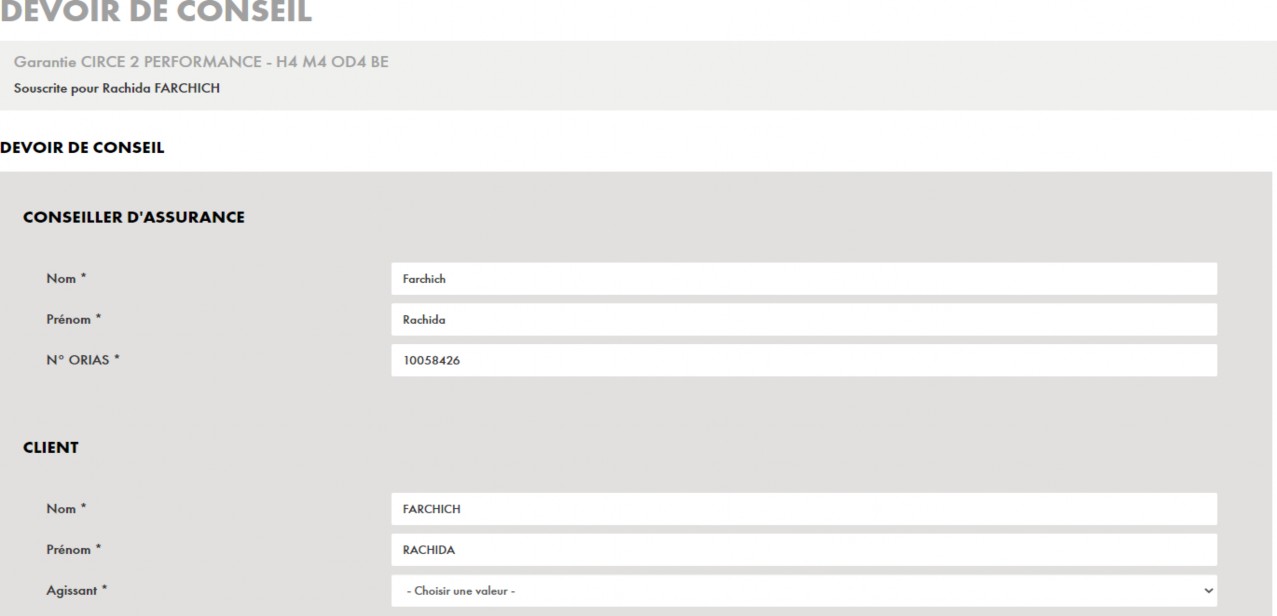 DEVOIR DE CONSEIL
Garantie CIRCE 2 PERFORMANCE - H4 M4 OD4 BE
Souscrite pour Rachida FARCHICH
DEVOIR DE CONSEIL
CONSEILLER D'ASSURANCE
Nom * Farchich
Prénom * Rachida
N° ORIAS * 10058426
CLIENT
Nom * FARCHICH
Prénom * RACHIDA
Agissant * - Choisir une valeur -